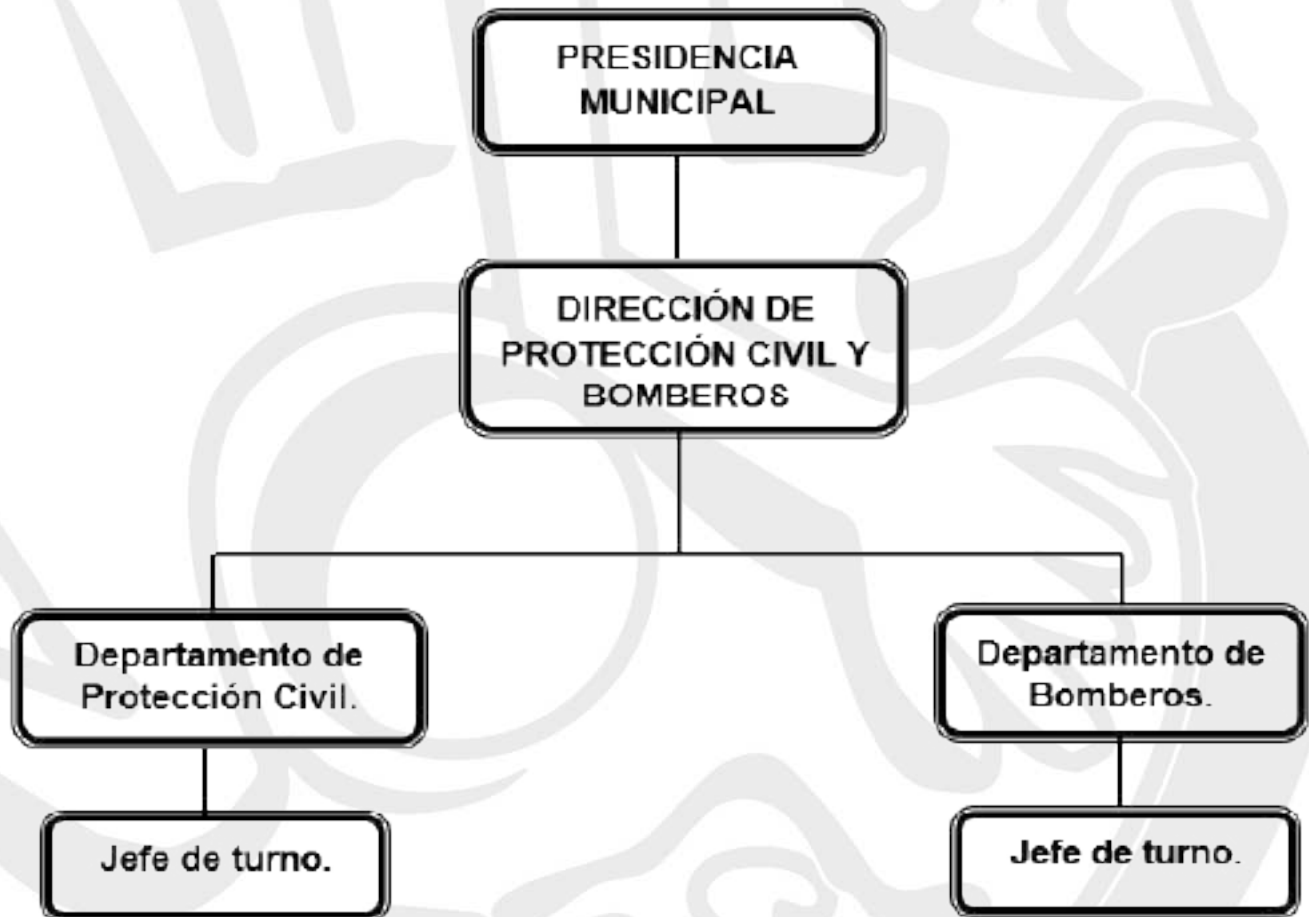 PRESIDENCIA
MUNICIPAL
DIRECCIÓN DE
PROTECCIÓN CIVIL Y
BOMBEROS
Departamento de
Protección Civil.
Departamento de
Bomberos.
Jefe de turno.
Jefe de turno.